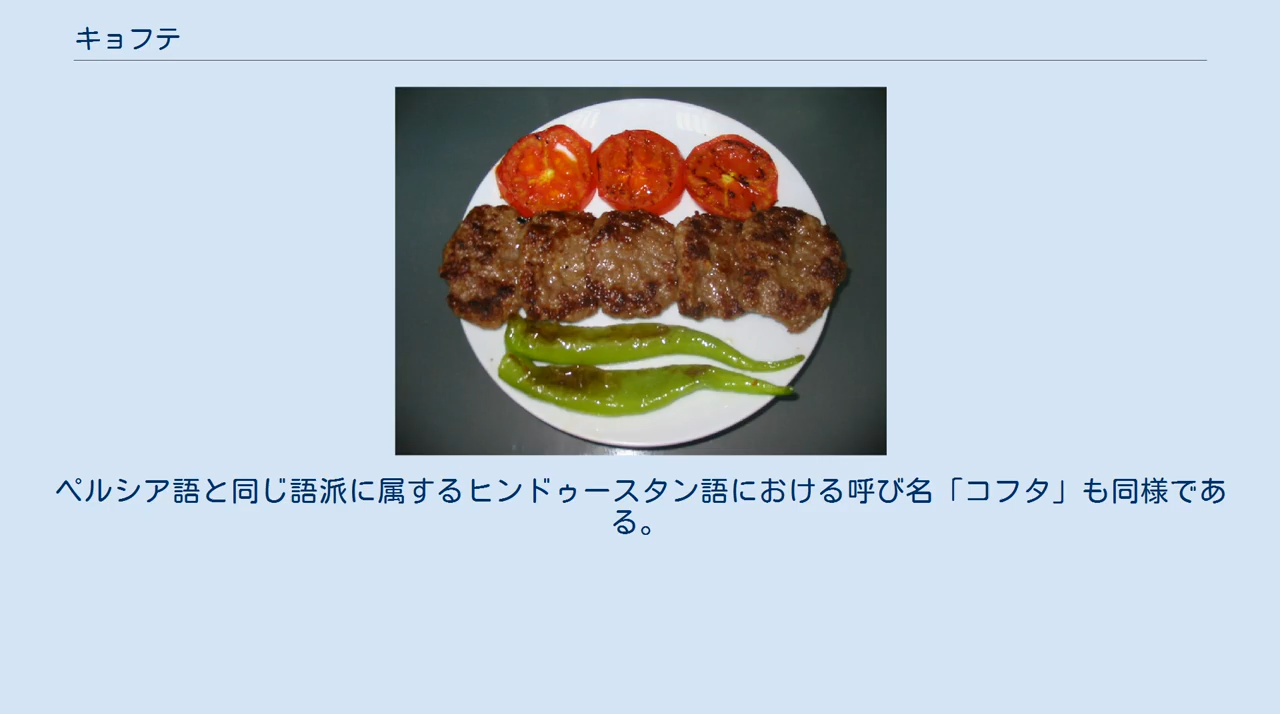 キョフテ
ペルシア語と同じ語派に属するヒンドゥースタン語における呼び名「コフタ」も同様であ
る。